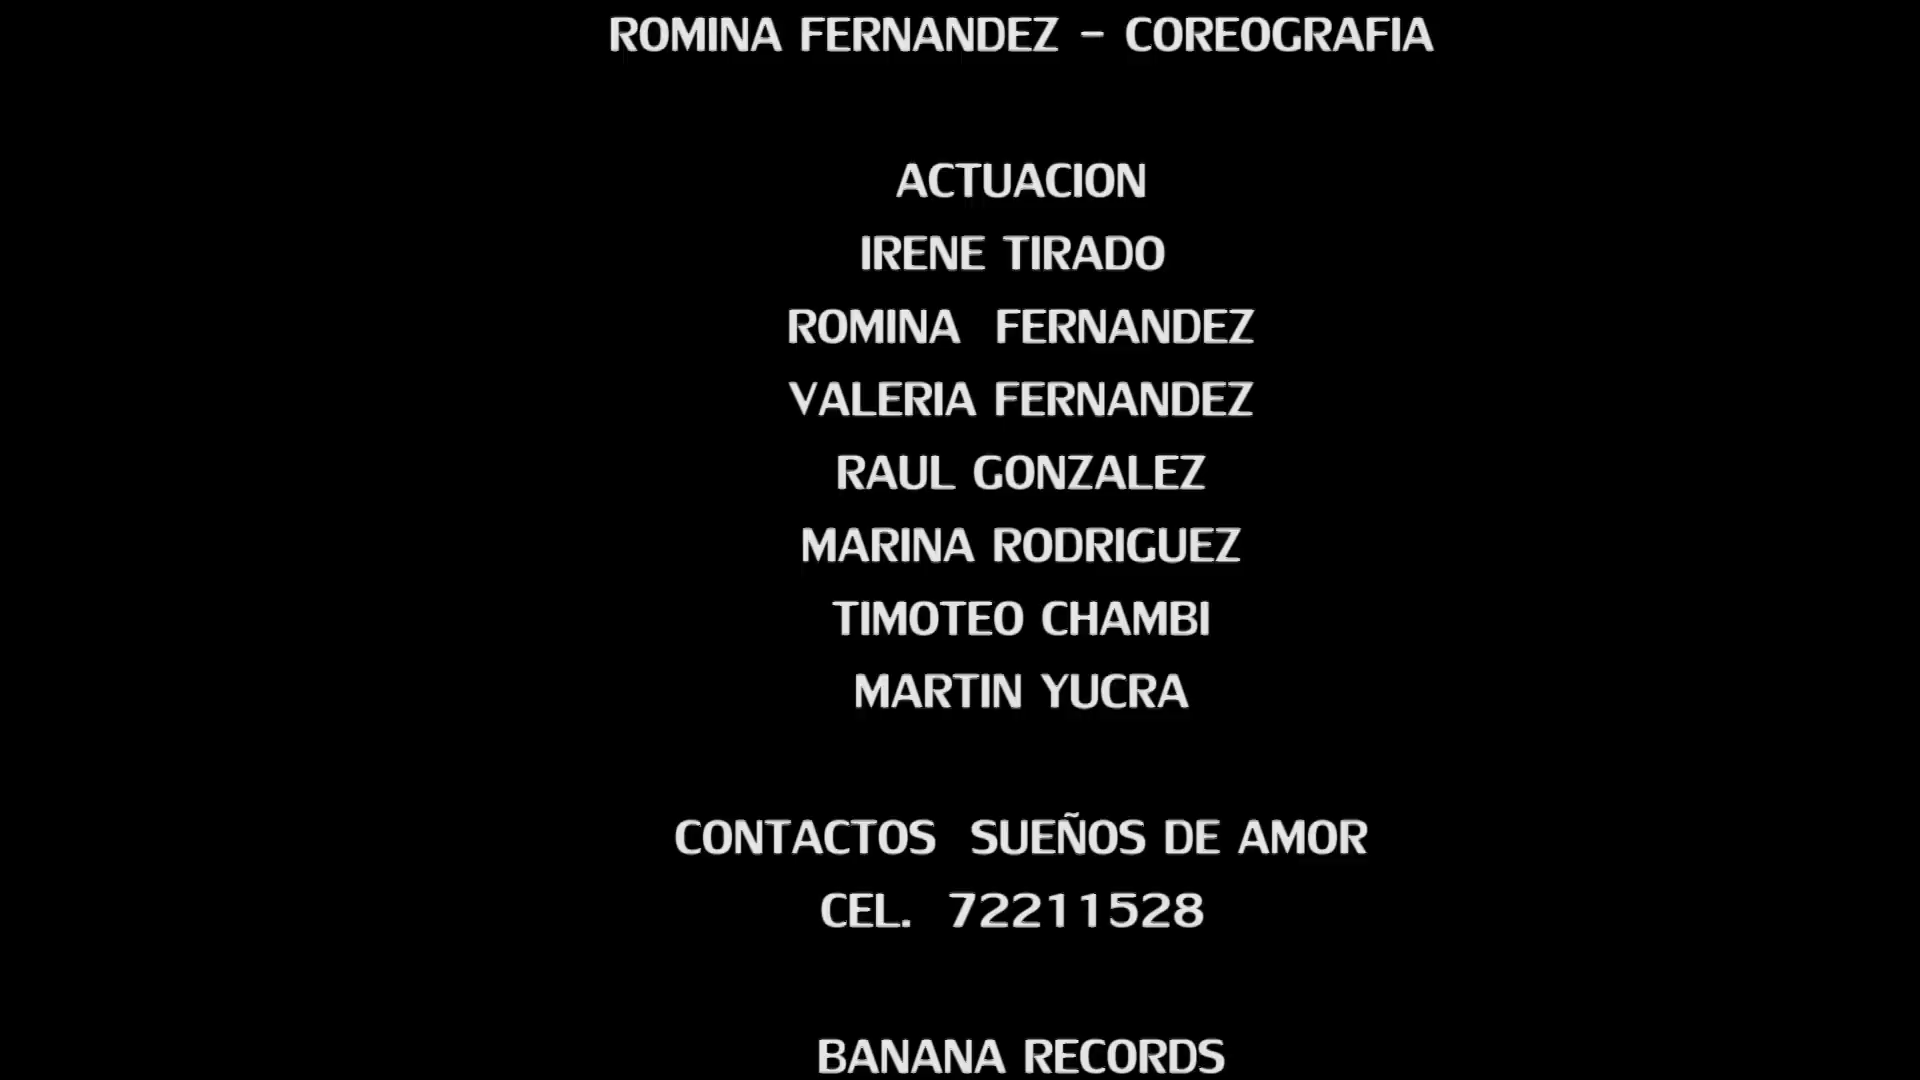 ROMINA FERNANDEZ - COREOGRAFIA
ACTUACION
IRENE TIRADO
ROMINA  FERNANDEZ
VALERIA FERNANDEZ
RAUL GONZALEZ
MARINA RODRIGUEZ
TIMOTEO CHAMBI
MARTIN YUCRA
CONTACTOS  SUEÑOS DE AMOR
CEL.  72211528
BANANA RECORDS